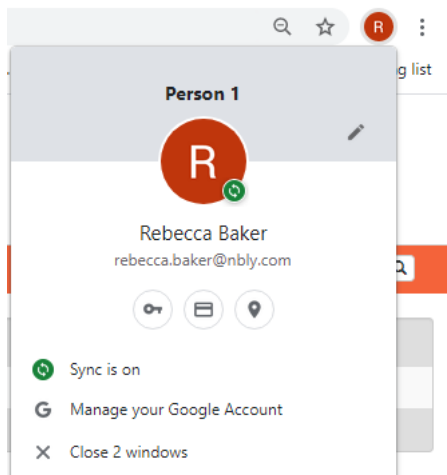 R
g list
Person 1
R
Rebecca Baker
rebecca.baker@nbly.com
Sync is on
G Manage your Google Account
Close 2 windows